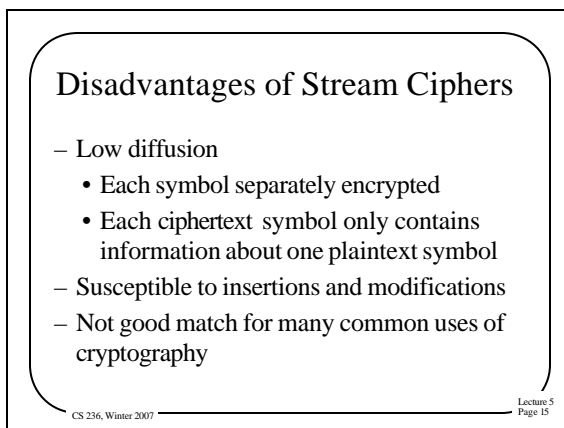 Disadvantages of Stream Ciphers
– Low diffusion
• Each symbol separately encrypted
• Each ciphertext symbol only contains
information about one plaintext symbol
– Susceptible to insertions and modifications
– Not good match for many common uses of
cryptography
CS 236, Winter 2007
Lecture 5
Page 15